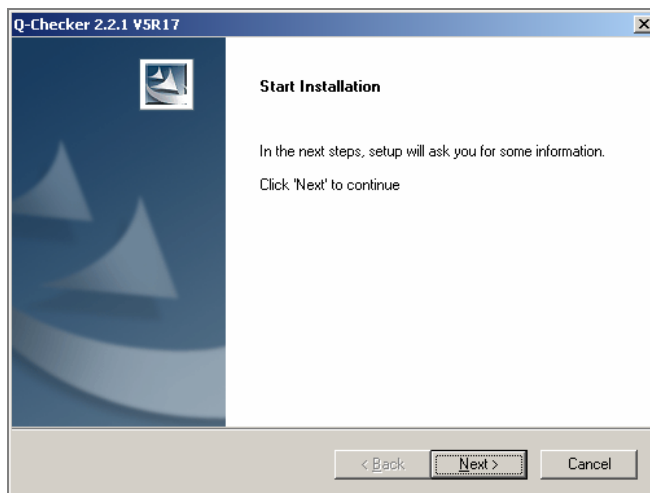 Q-Checker 2.2.1 V5R17
Start Installation
In the next steps, setup will ask you for some information.
Click 'Next' to continue
< Back
Next >
Cancel